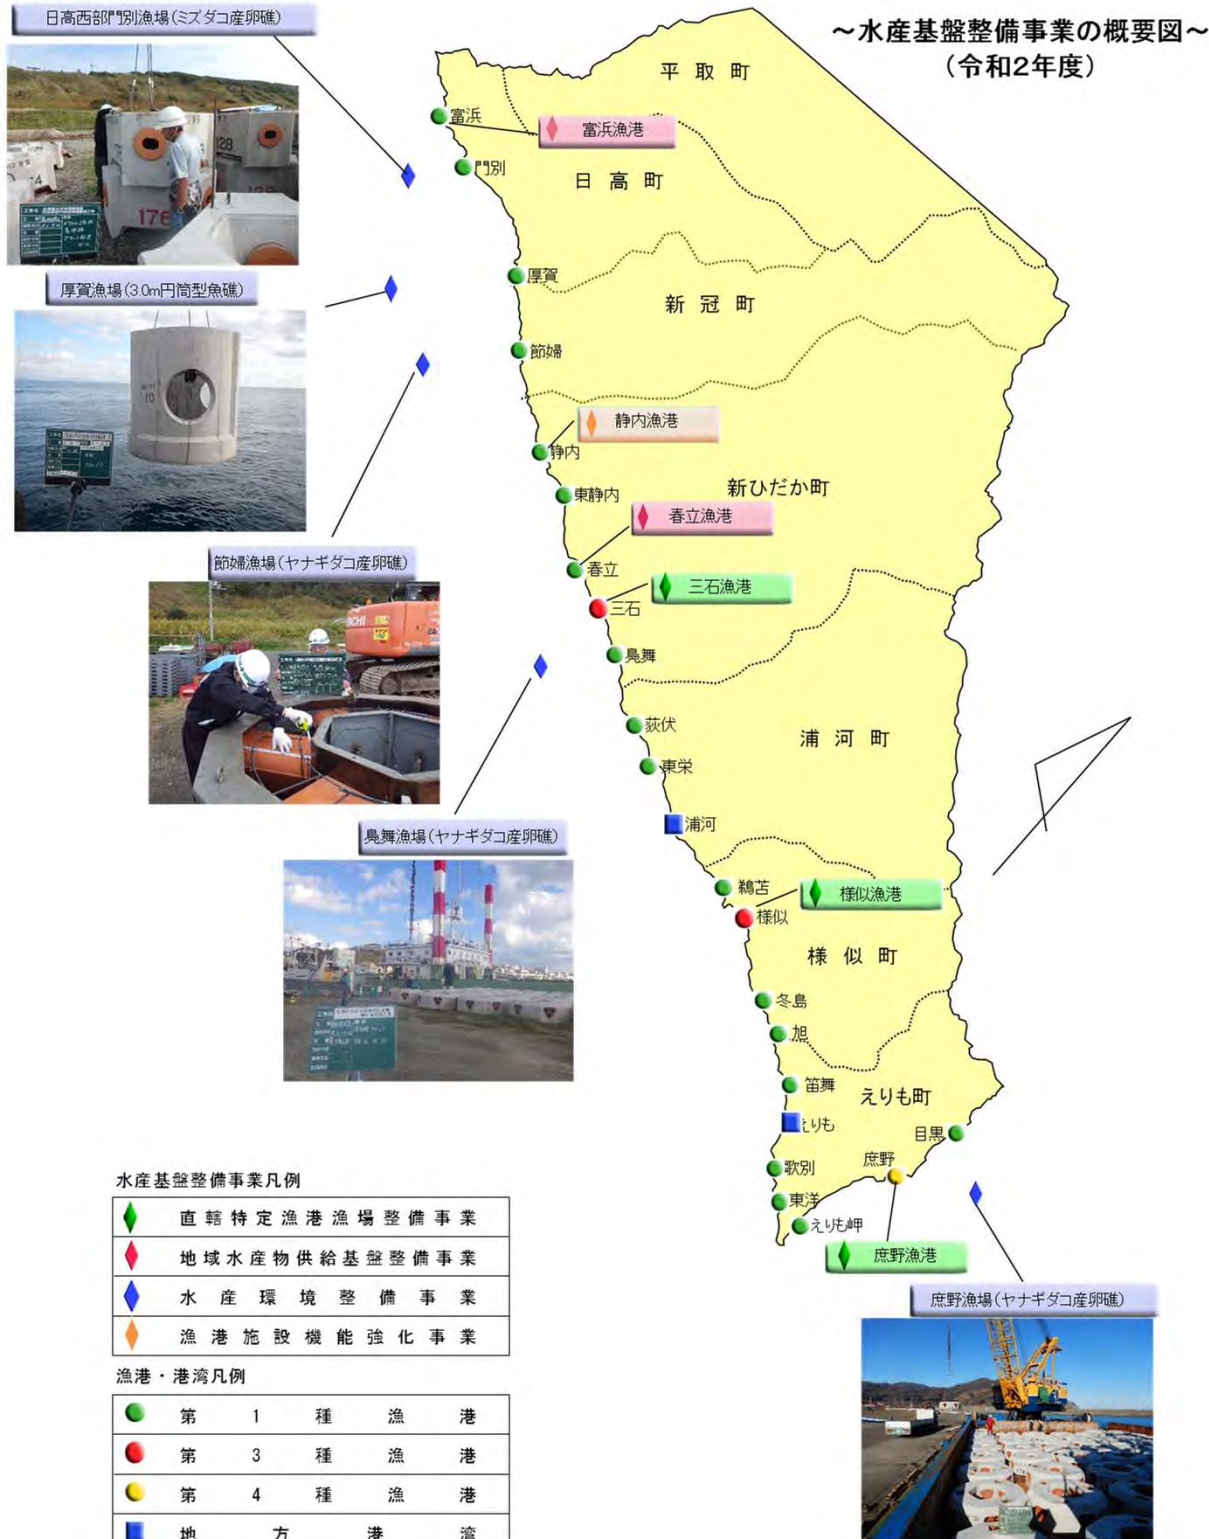 ～水産基盤整備事業の概要図～
（令和2年度）
日高西部門別漁場（ミズダコ産卵礁）
176
厚賀漁場（3.0m円筒型魚礁）
10
節婦漁場（ヤナギダコ産卵礁）
鳧舞漁場（ヤナギダコ産卵礁）
庶野漁場（ヤナギダコ産卵礁）
平取町
富浜
富浜漁港
門別
日高町
厚賀
新冠町
節婦
静内漁港
静内
東静内
新ひだか町
春立漁港
春立
三石漁港
三石
鳧舞
荻伏
浦河町
東栄
浦河
鵜苫
様似漁港
様似
様似町
冬島
旭
笛舞
えりも町
えりも
目黒
庶野
歌別
東洋
えりも岬
庶野漁港
水産基盤整備事業凡例
直轄特定漁港漁場整備事業
地域水産物供給基盤整備事業
水産環境整備事業
漁港施設機能強化事業
漁港・港湾凡例
第1種漁港
第3種漁港
第4種漁港
地方港湾